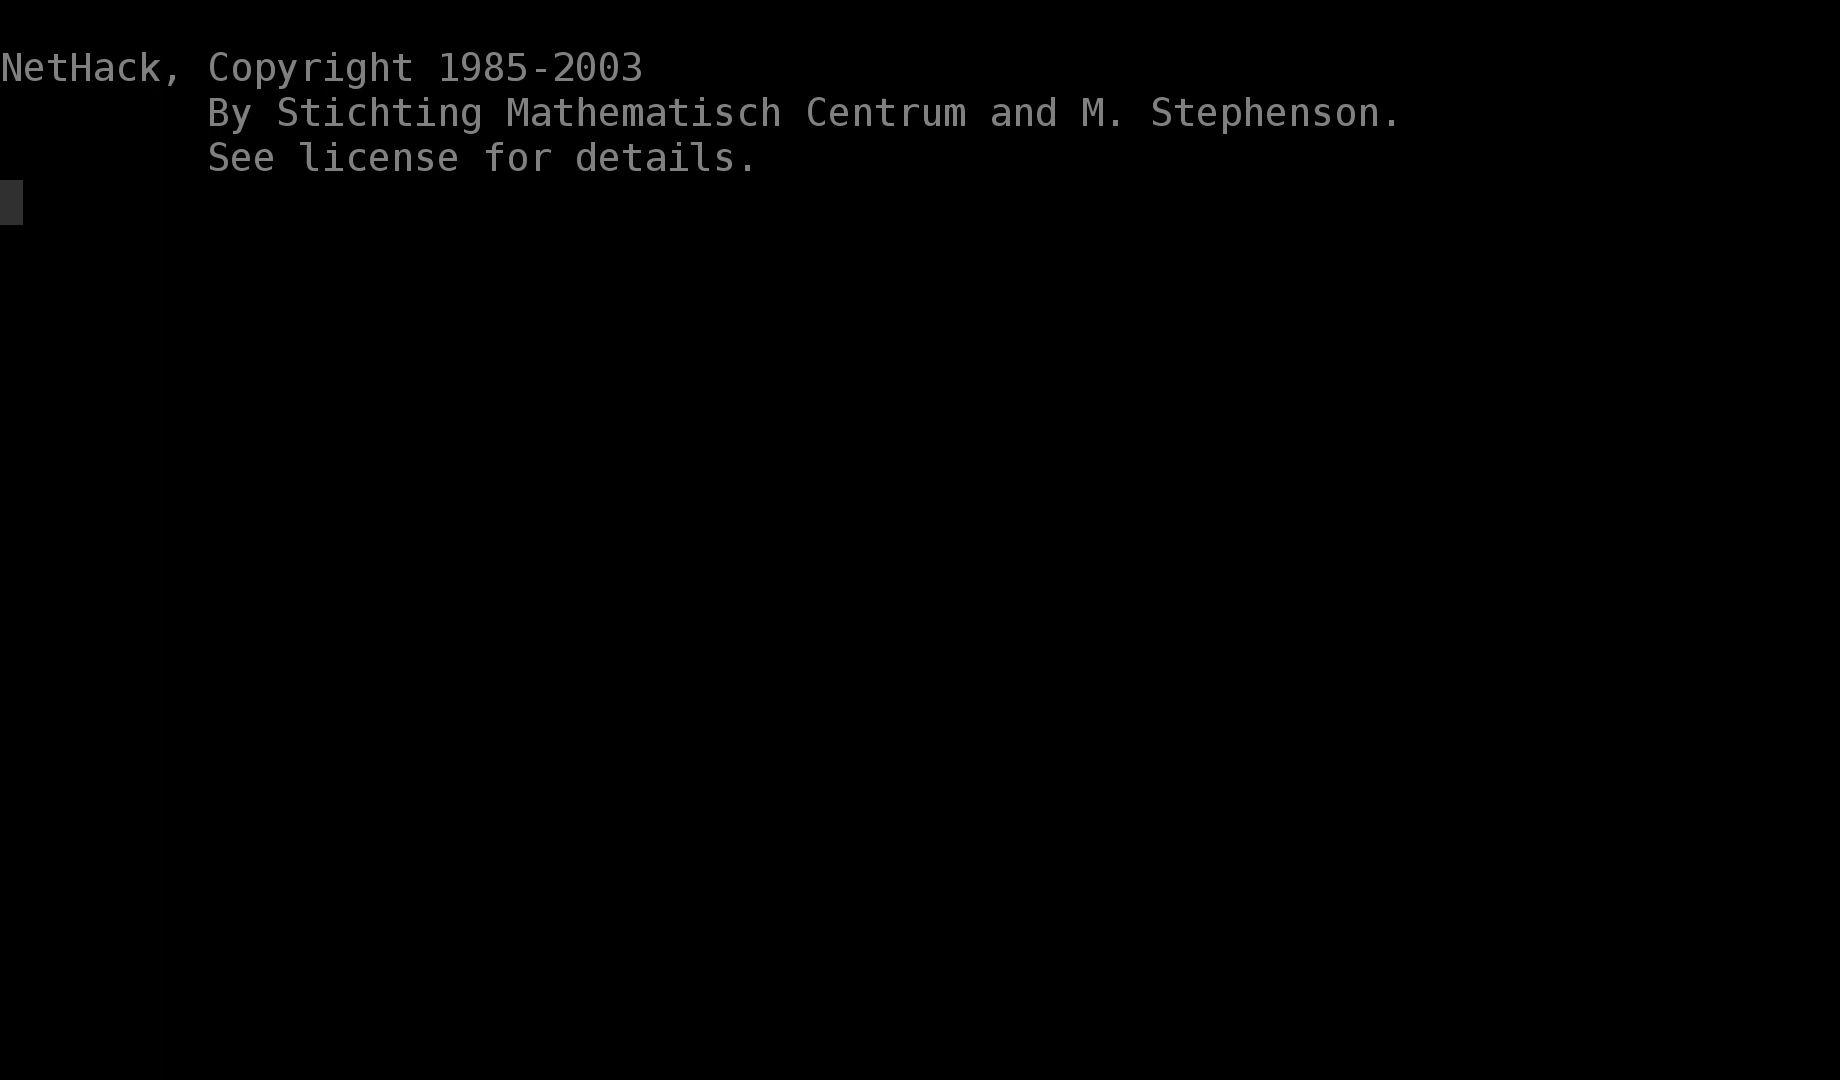 NetHack, Copyright 1985-2003
By Stichting Mathematisch Centrum and M. Stephenson.
See license for details.